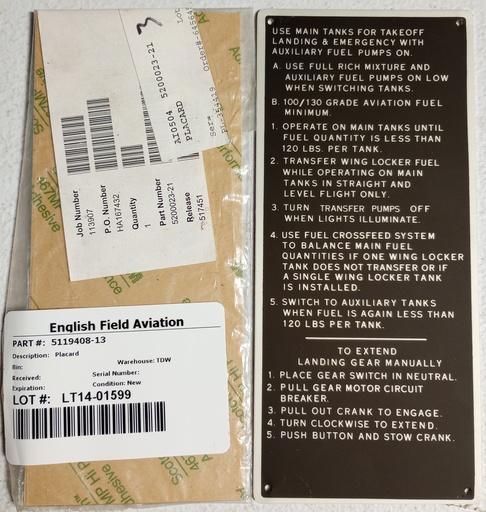 3
AI0504 5200023-21
PLACARD
Job Number
113907
P.O. Number
HA167432
Quantity
1
Part Number
5200023-21
Release
S517451
English Field Aviation
PART #: 5119408-13
Description: Placard
Warehouse: TDW
Bin:
Serial Number:
Received:
Condition: New
Expiration:
LOT #: LT14-01599
USE MAIN TANKS FOR TAKEOFF
LANDING & EMERGENCY WITH
AUXILIARY FUEL PUMPS ON.
A. USE FULL RICH MIXTURE AND
AUXILIARY FUEL PUMPS ON LOW
WHEN SWITCHING TANKS.
B. 100/130 GRADE AVIATION FUEL
MINIMUM.
1. OPERATE ON MAIN TANKS UNTIL
FUEL QUANTITY IS LESS THAN
120 LBS. PER TANK.
2. TRANSFER WING LOCKER FUEL
WHILE OPERATING ON MAIN
TANKS IN STRAIGHT AND
LEVEL FLIGHT ONLY.
3. TURN TRANSFER PUMPS OFF
WHEN LIGHTS ILLUMINATE.
4. USE FUEL CROSSFEED SYSTEM
TO BALANCE MAIN FUEL
QUANTITIES IF ONE WING LOCKER
TANK DOES NOT TRANSFER OR IF
A SINGLE WING LOCKER TANK
IS INSTALLED.
5. SWITCH TO AUXILIARY TANKS
WHEN FUEL IS AGAIN LESS THAN
120 LBS PER TANK.
TO EXTEND
LANDING GEAR MANUALLY
1. PLACE GEAR SWITCH IN NEUTRAL.
2. PULL GEAR MOTOR CIRCUIT
BREAKER.
3. PULL OUT CRANK TO ENGAGE.
4. TURN CLOCKWISE TO EXTEND.
5. PUSH BUTTON AND STOW CRANK.